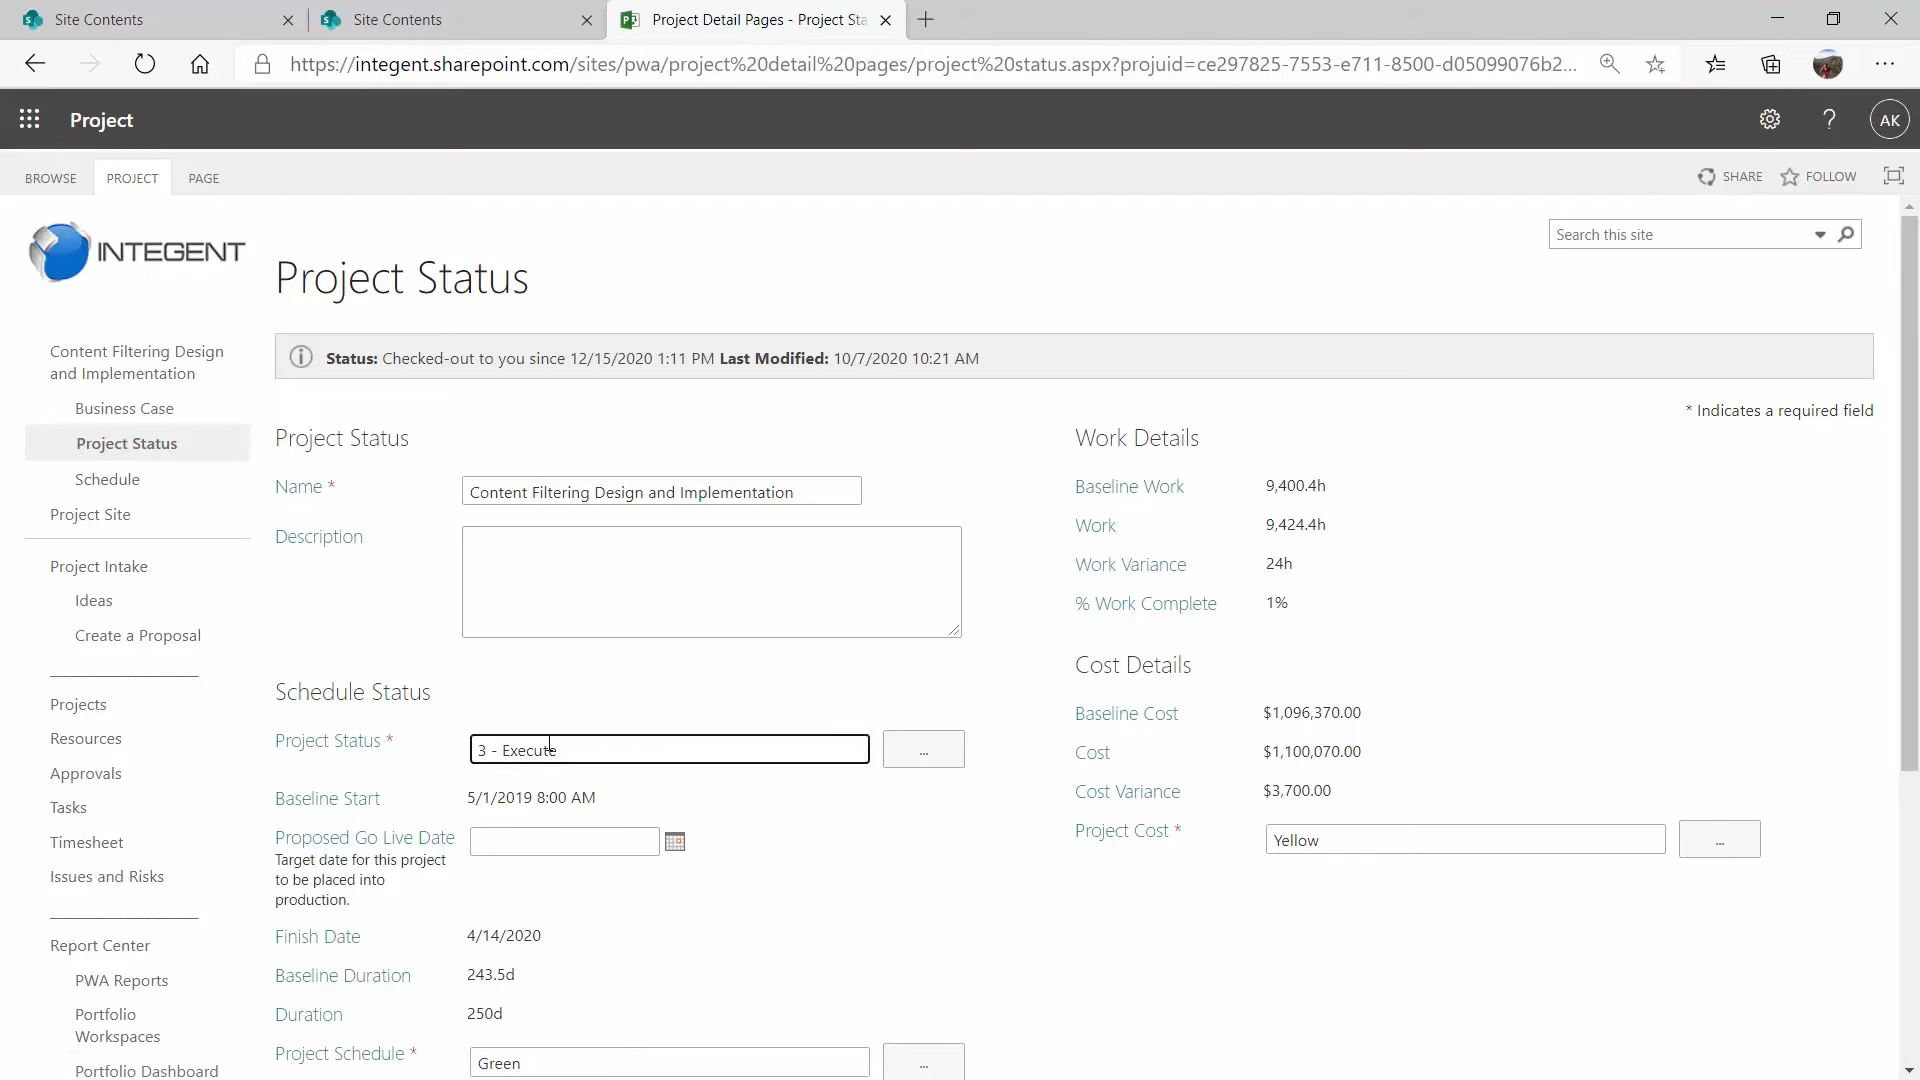 Site Contents
Site Contents
Project Detail Pages - Project Sta
https://integent.sharepoint.com/sites/pwa/project%20detail%20pages/project%20status.aspx?projuid=ce297825-7553-e711-8500-d05099076b2...
Project
?
AK
BROWSE
PROJECT
PAGE
SHARE
FOLLOW
INTEGENT
Project Status
Search this site
Status: Checked-out to you since 12/15/2020 1:11 PM Last Modified: 10/7/2020 10:21 AM
Content Filtering Design
and Implementation
Business Case
Project Status
Schedule
Project Site
Project Intake
Ideas
Create a Proposal
Projects
Resources
Approvals
Tasks
Timesheet
Issues and Risks
Report Center
PWA Reports
Portfolio
Workspaces
Portfolio Dashboard
* Indicates a required field
Project Status
Name *
Content Filtering Design and Implementation
Description
Schedule Status
Project Status *
3 - Execute
...
Baseline Start
5/1/2019 8:00 AM
Proposed Go Live Date
Target date for this project
to be placed into
production.
Finish Date
4/14/2020
Baseline Duration
243.5d
Duration
250d
Project Schedule *
Green
...
Work Details
Baseline Work
9,400.4h
Work
9,424.4h
Work Variance
24h
% Work Complete
1%
Cost Details
Baseline Cost
$1,096,370.00
Cost
$1,100,070.00
Cost Variance
$3,700.00
Project Cost *
Yellow
...